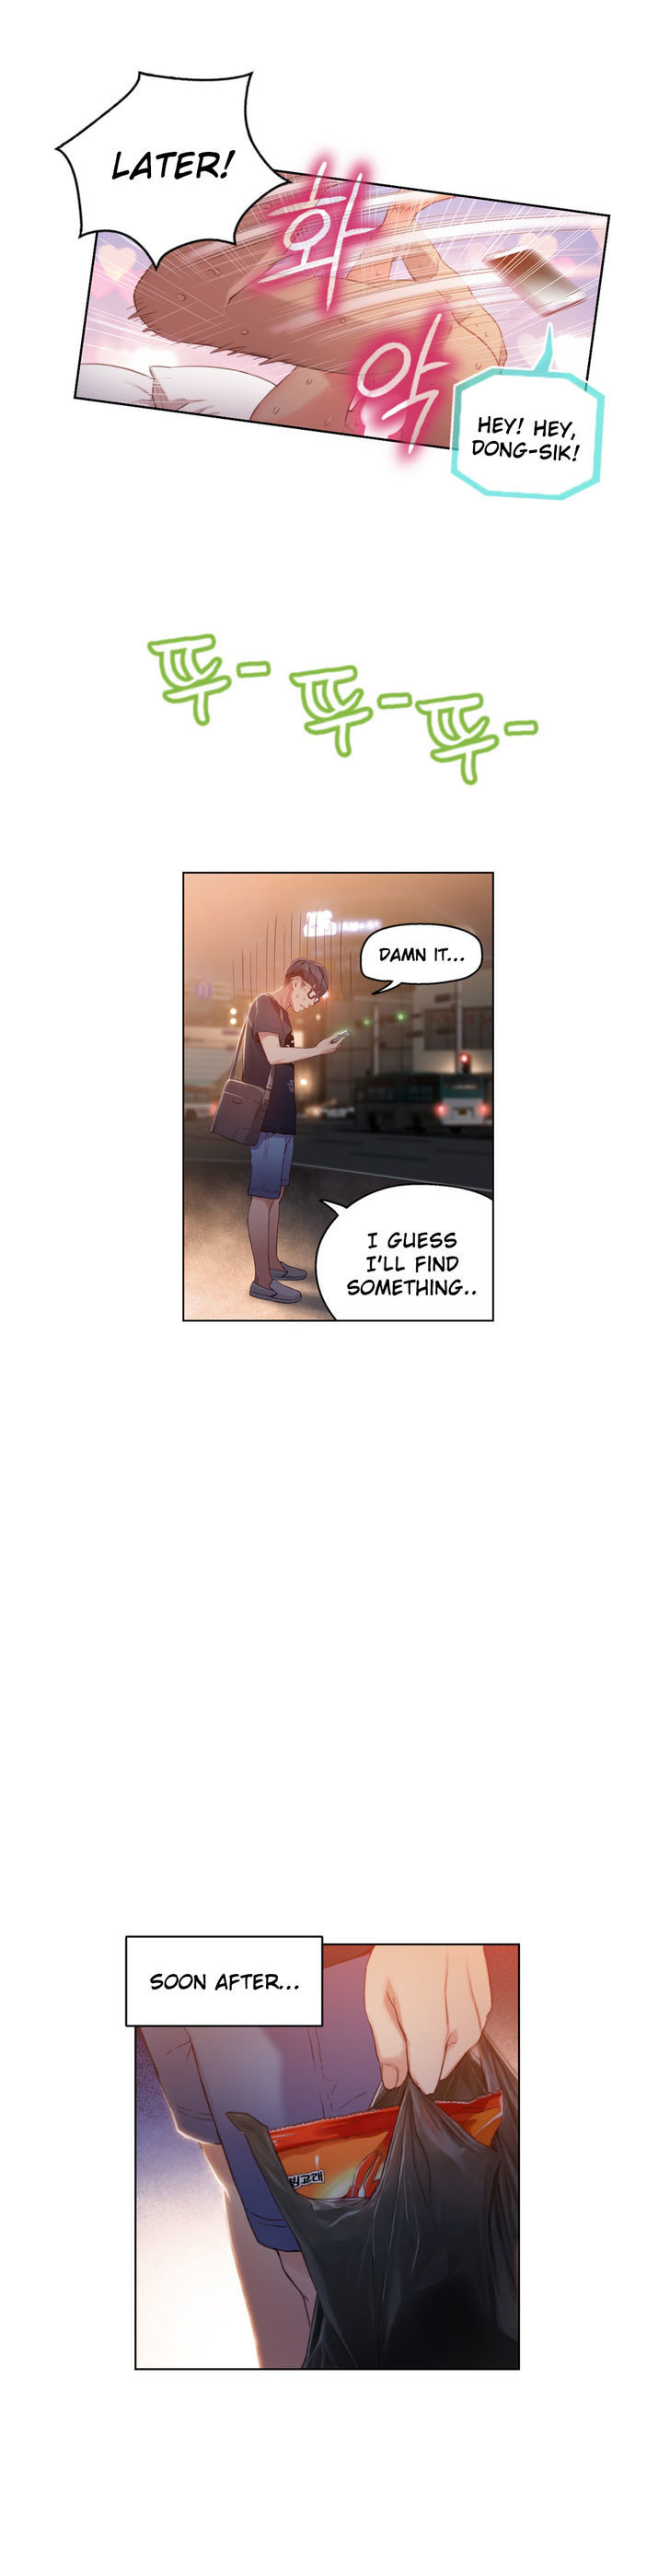 LATER!
화
악
HEY! HEY,
DONG-SIK!
뚜- 뚜- 뚜-
DAMN IT...
I GUESS
I'LL FIND
SOMETHING..
SOON AFTER...